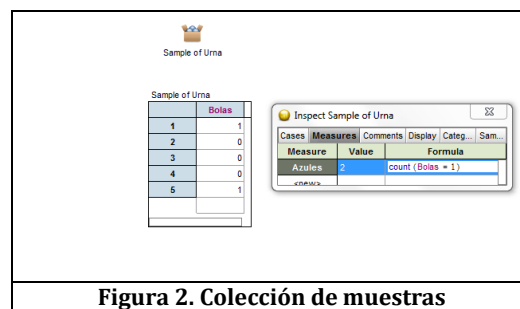 Sample of Urna
Sample of Urna
Bolas
1 1
2 0
3 0
4 0
5 1
Inspect Sample of Urna
Cases Measures Comments Display Categ... Sam...
Measure Value Formula
Azules 2 count (Bolas = 1)
<new>
Figura 2. Colección de muestras